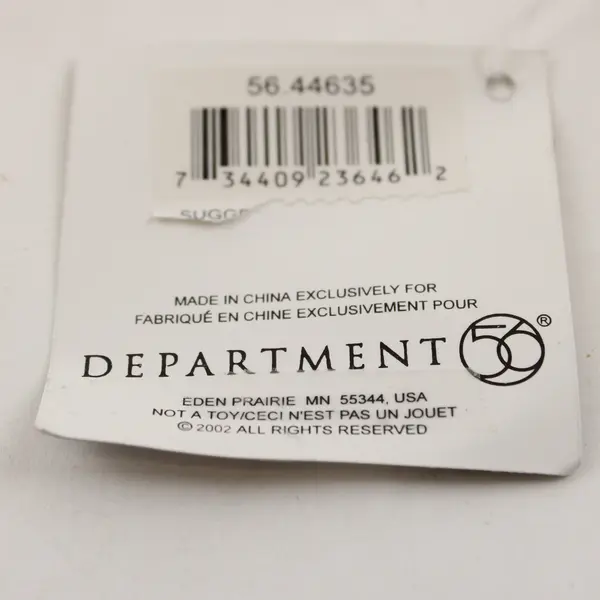 56.44635
7 34409 23646 2
SUGGE
MADE IN CHINA EXCLUSIVELY FOR
FABRIQUÉ EN CHINE EXCLUSIVEMENT POUR
DEPARTMENT 56®
EDEN PRAIRIE MN 55344, USA
NOT A TOY/CECI N'EST PAS UN JOUET
© 2002 ALL RIGHTS RESERVED